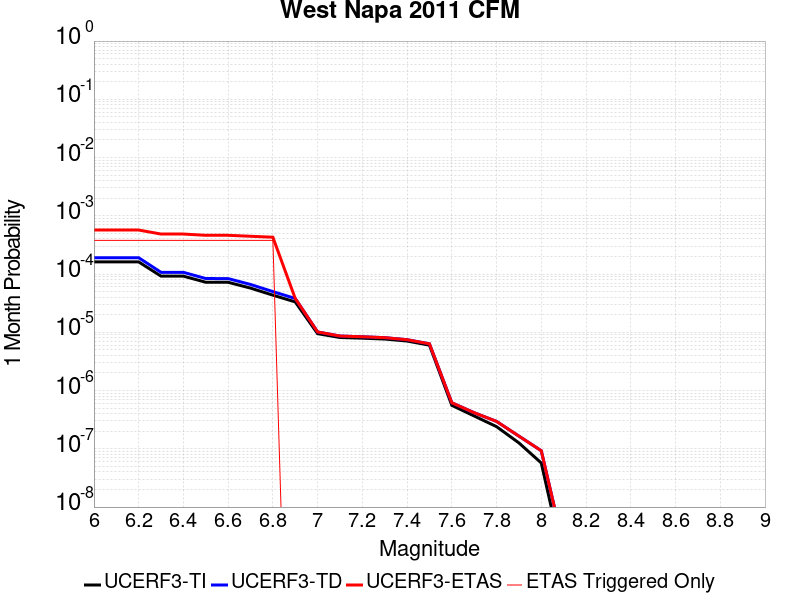 West Napa 2011 CFM
10^0
10^-1
10^-2
10^-3
10^-4
10^-5
10^-6
10^-7
10^-8
1 Month Probability
6 6.2 6.4 6.6 6.8 7 7.2 7.4 7.6 7.8 8 8.2 8.4 8.6 8.8 9
Magnitude
UCERF3-TI UCERF3-TD UCERF3-ETAS ETAS Triggered Only